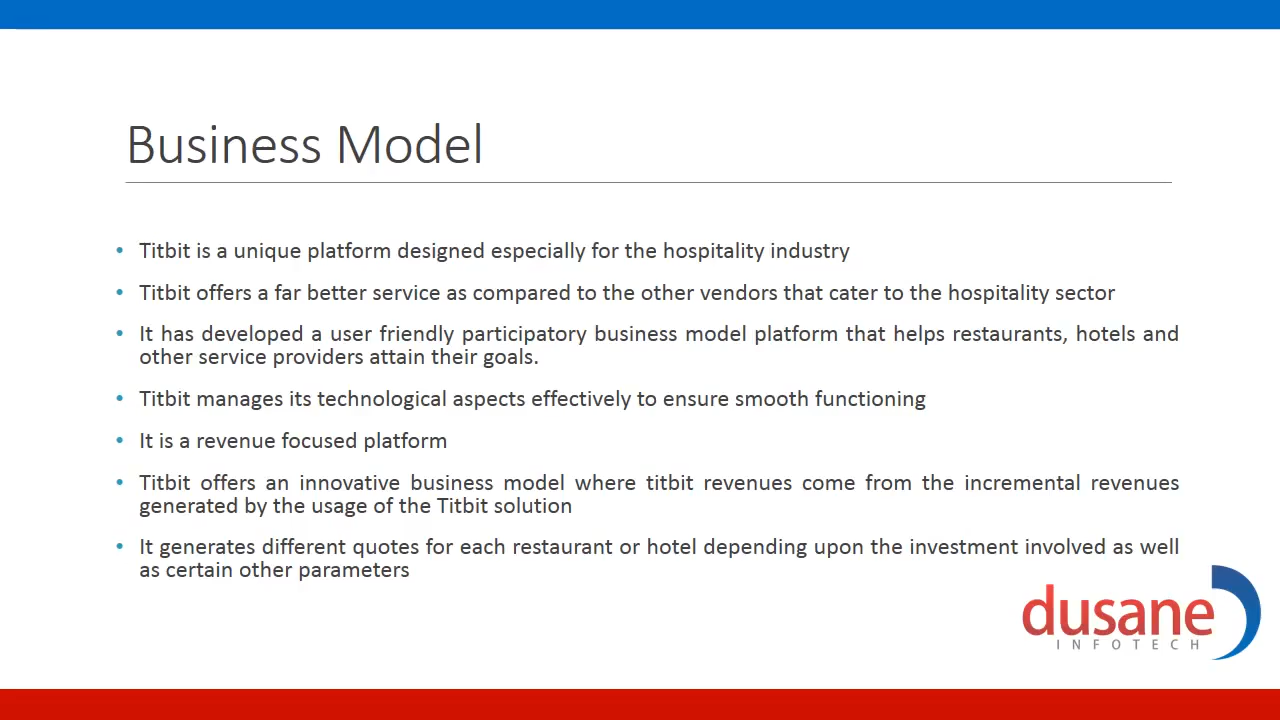 Business Model
• Titbit is a unique platform designed especially for the hospitality industry
• Titbit offers a far better service as compared to the other vendors that cater to the hospitality sector
• It has developed a user friendly participatory business model platform that helps restaurants, hotels and
other service providers attain their goals.
• Titbit manages its technological aspects effectively to ensure smooth functioning
• It is a revenue focused platform
• Titbit offers an innovative business model where titbit revenues come from the incremental revenues
generated by the usage of the Titbit solution
• It generates different quotes for each restaurant or hotel depending upon the investment involved as well
as certain other parameters
dusane
INFOTECH